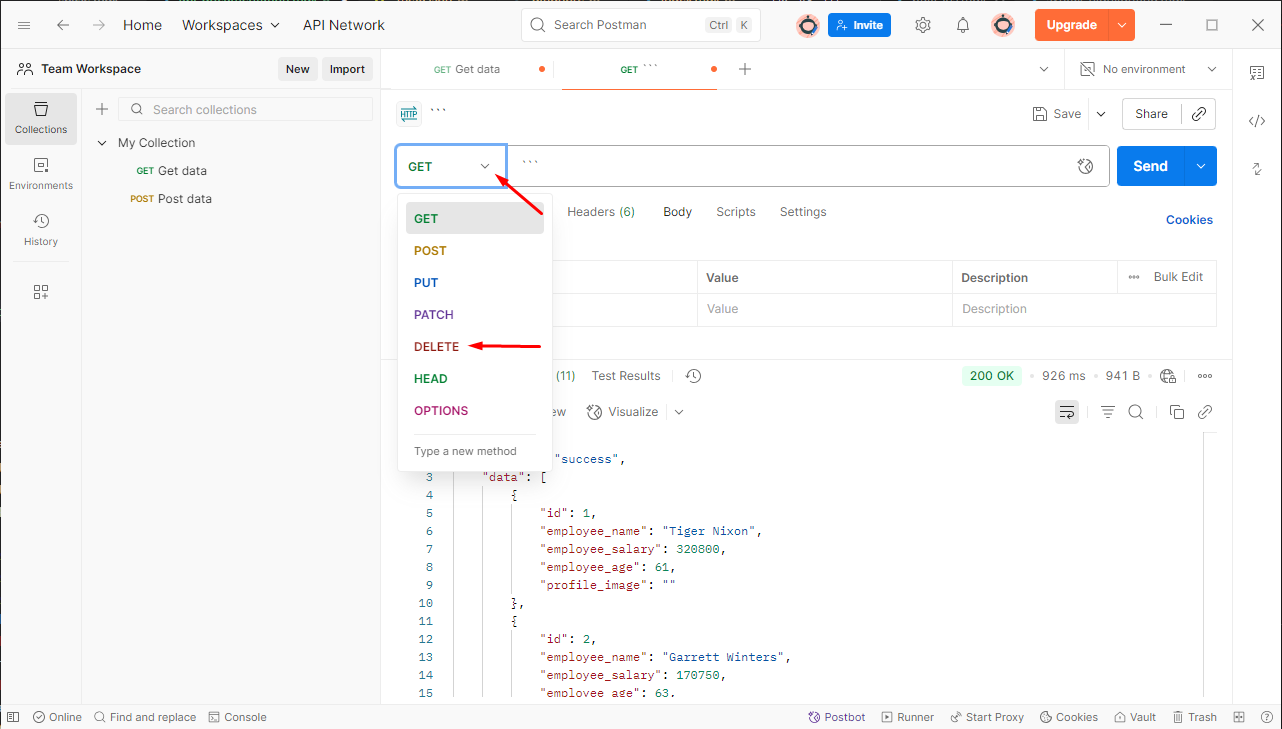 Home Workspaces API Network Search Postman Ctrl K Invite Upgrade
Team Workspace New Import GET Get data GET ``` No environment
HTTP ``` Save Share
Collections
Search collections
My Collection
GET Get data
POST Post data
Environments
History
GET ``` Send
GET
POST
PUT
PATCH
DELETE
HEAD
OPTIONS
Type a new method
Headers (6) Body Scripts Settings Cookies
Value Description Bulk Edit
Value Description
(11) Test Results 200 OK 926 ms 941 B
ew Visualize
"success",
3 "data": [
4 {
5 "id": 1,
6 "employee_name": "Tiger Nixon",
7 "employee_salary": 320800,
8 "employee_age": 61,
9 "profile_image": ""
10 },
11 {
12 "id": 2,
13 "employee_name": "Garrett Winters",
14 "employee_salary": 170750,
15 "employee_age": 63,
Online Find and replace Console Postbot Runner Start Proxy Cookies Vault Trash